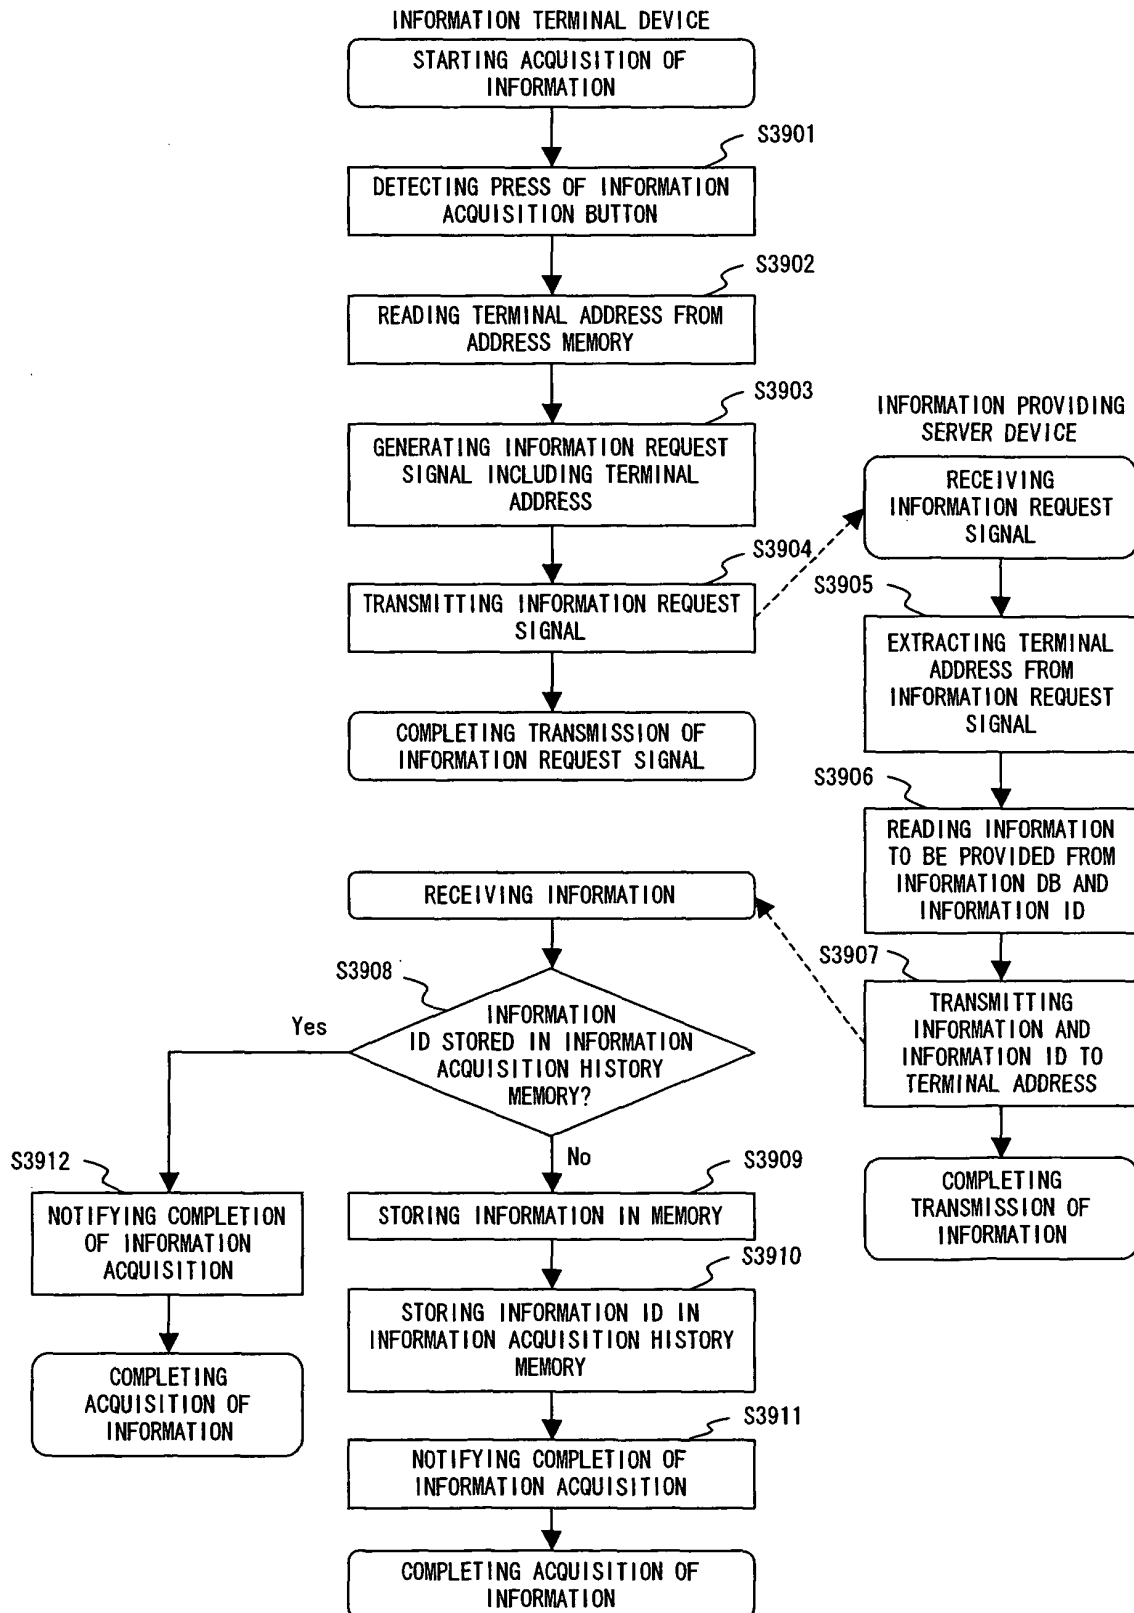 INFORMATION TERMINAL DEVICE
STARTING ACQUISITION OF
INFORMATION
S3901
DETECTING PRESS OF INFORMATION
ACQUISITION BUTTON
S3902
READING TERMINAL ADDRESS FROM
ADDRESS MEMORY
S3903
GENERATING INFORMATION REQUEST
SIGNAL INCLUDING TERMINAL
ADDRESS
S3904
TRANSMITTING INFORMATION REQUEST
SIGNAL
COMPLETING TRANSMISSION OF
INFORMATION REQUEST SIGNAL
INFORMATION PROVIDING
SERVER DEVICE
RECEIVING
INFORMATION REQUEST
SIGNAL
S3905
EXTRACTING TERMINAL
ADDRESS FROM
INFORMATION REQUEST
SIGNAL
S3906
READING INFORMATION
TO BE PROVIDED FROM
INFORMATION DB AND
INFORMATION ID
S3907
TRANSMITTING
INFORMATION AND
INFORMATION ID TO
TERMINAL ADDRESS
COMPLETING
TRANSMISSION OF
INFORMATION
RECEIVING INFORMATION
S3908
INFORMATION
ID STORED IN INFORMATION
ACQUISITION HISTORY
MEMORY?
Yes
No
S3912
NOTIFYING COMPLETION
OF INFORMATION
ACQUISITION
COMPLETING
ACQUISITION OF
INFORMATION
S3909
STORING INFORMATION IN MEMORY
S3910
STORING INFORMATION ID IN
INFORMATION ACQUISITION HISTORY
MEMORY
S3911
NOTIFYING COMPLETION OF
INFORMATION ACQUISITION
COMPLETING ACQUISITION OF
INFORMATION